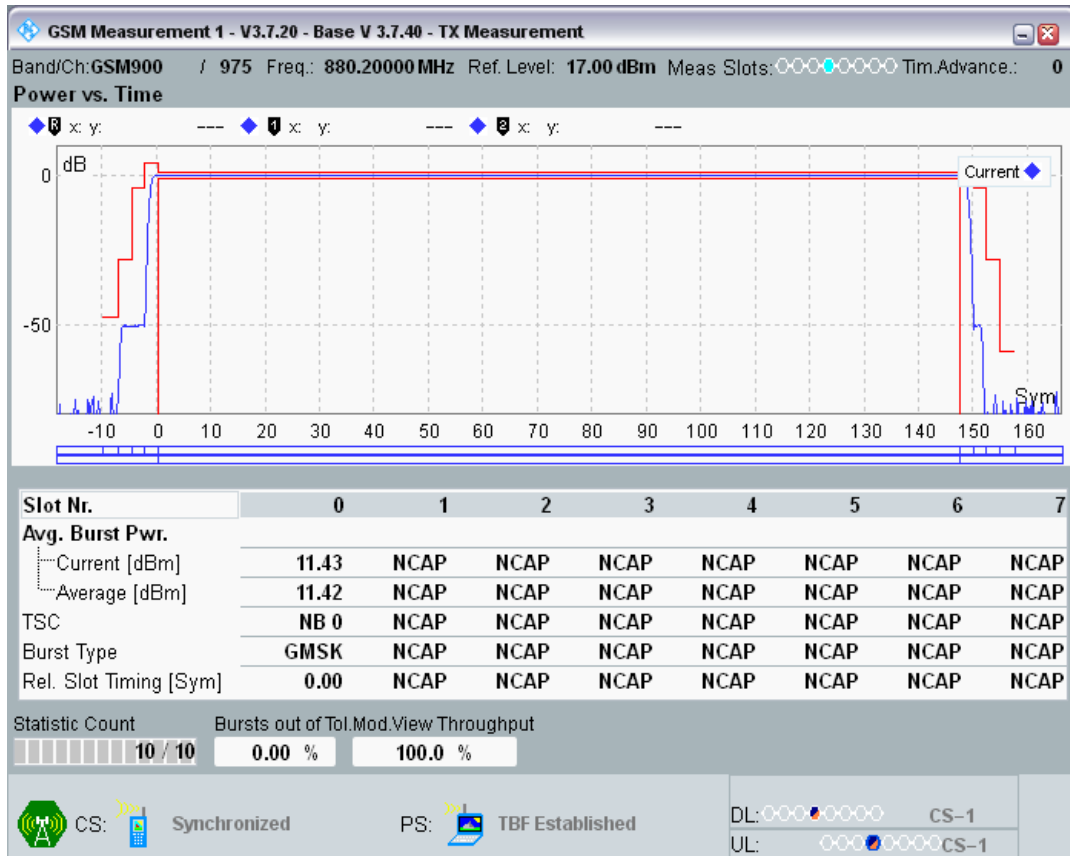 GSM Measurement 1 - V3.7.20 - Base V 3.7.40 - TX Measurement
Band/Ch:GSM900 / 975 Freq.: 880.20000 MHz Ref. Level: 17.00 dBm Meas Slots: Tim.Advance.: 0
Power vs. Time
R x: y: --- 1 x: y: --- 2 x: y: ---
dB
Current
0
-50
Sym
-10 0 10 20 30 40 50 60 70 80 90 100 110 120 130 140 150 160
Slot Nr. 0 1 2 3 4 5 6 7
Avg. Burst Pwr.
Current [dBm] 11.43 NCAP NCAP NCAP NCAP NCAP NCAP NCAP
Average [dBm] 11.42 NCAP NCAP NCAP NCAP NCAP NCAP NCAP
TSC NB 0 NCAP NCAP NCAP NCAP NCAP NCAP NCAP
Burst Type GMSK NCAP NCAP NCAP NCAP NCAP NCAP NCAP
Rel. Slot Timing [Sym] 0.00 NCAP NCAP NCAP NCAP NCAP NCAP NCAP
Statistic Count Bursts out of Tol. Mod.View Throughput
10 / 10 0.00 % 100.0 %
CS: Synchronized PS: TBF Established DL: CS-1
UL: CS-1